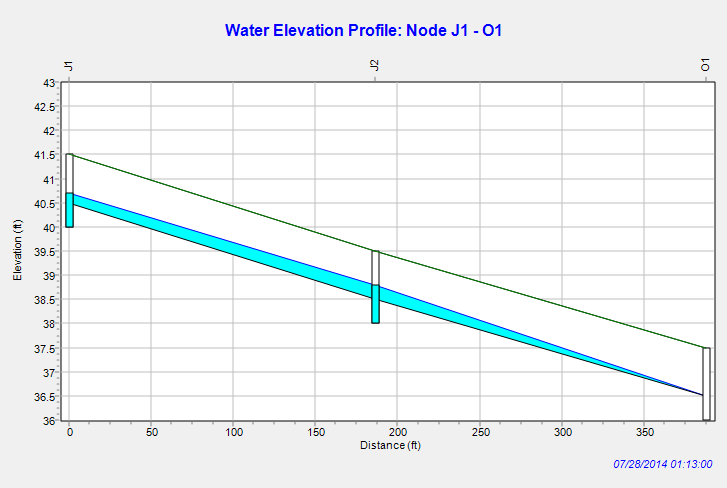 Water Elevation Profile: Node J1 - O1
J1
J2
O1
43
42.5
42
41.5
41
40.5
40
39.5
39
38.5
38
37.5
37
36.5
36
Elevation (ft)
0 50 100 150 200 250 300 350
Distance (ft)
07/28/2014 01:13:00